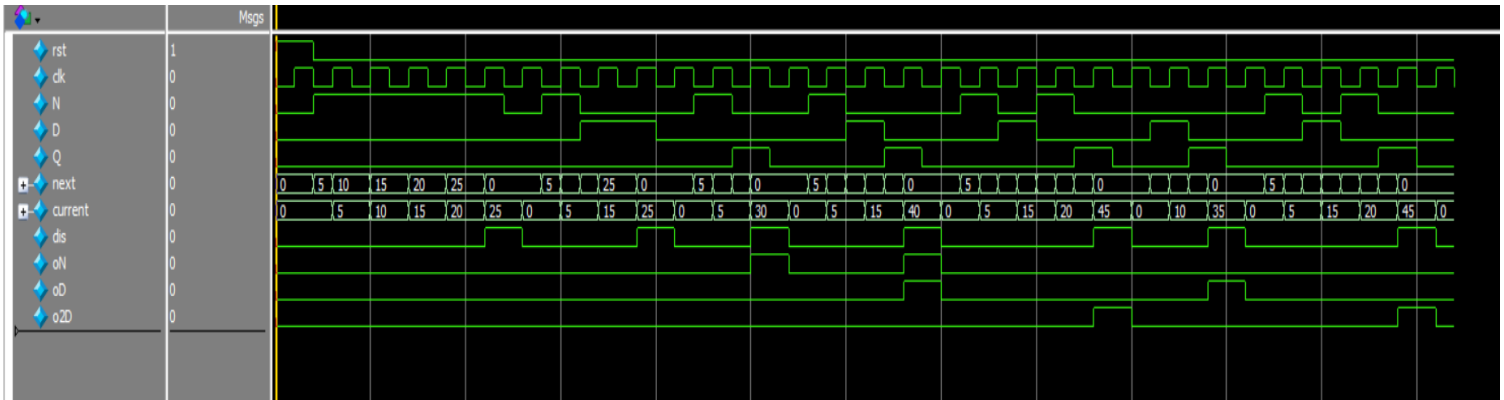 Msgs
rst 1
clk 0
N 0
D 0
Q 0
next 0 0 5 10 15 20 25 0 5 25 0 5 0 5 0 5 0 0 5 0
current 0 0 5 10 15 20 25 0 5 15 25 0 5 30 0 5 15 40 0 5 15 20 45 0 10 35 0 5 15 20 45 0
dis 0
oN 0
oD 0
o2D 0